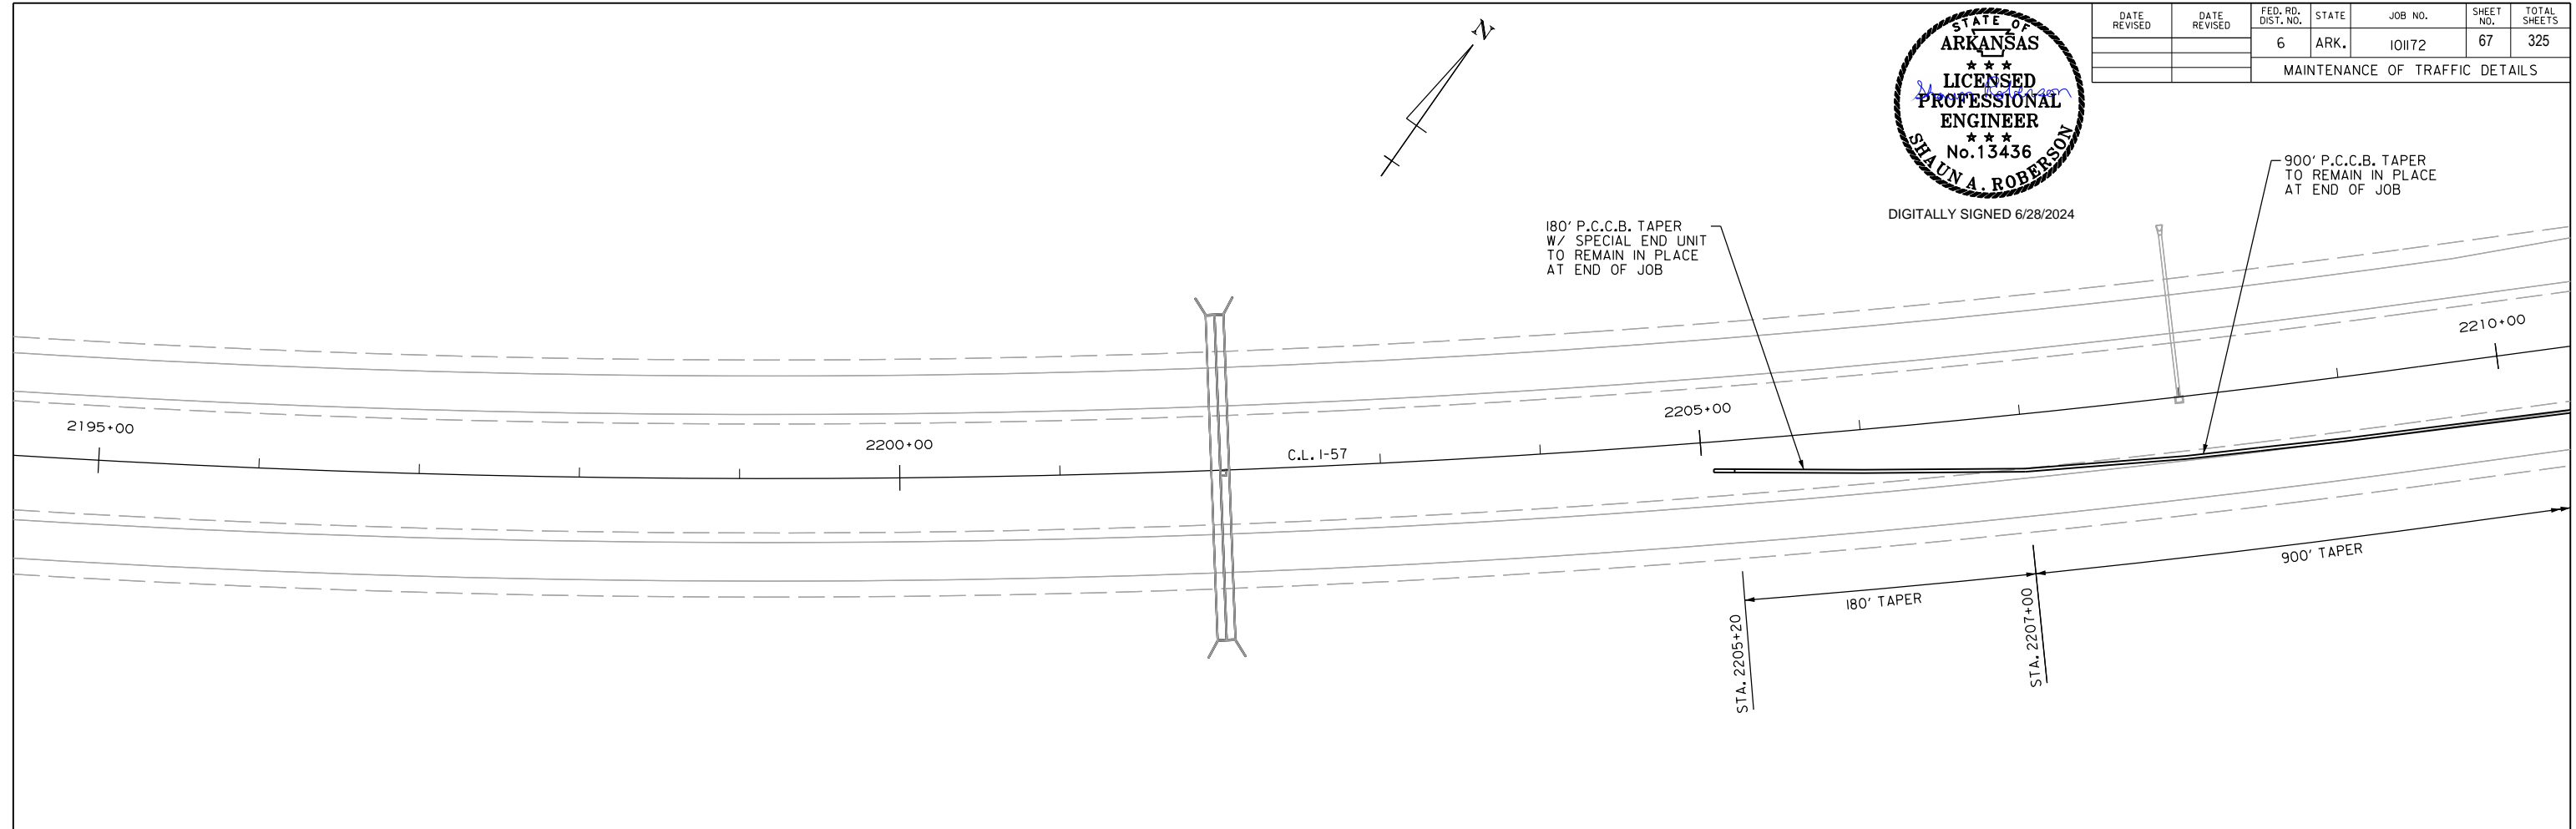 N
STATE OF
ARKANSAS
★ ★ ★
LICENSED
PROFESSIONAL
ENGINEER
★ ★ ★
No.13436
SHAUN A. ROBERSON
Shaun Roberson
DIGITALLY SIGNED 6/28/2024
DATE REVISED
DATE REVISED
FED. RD. DIST. NO.
STATE
JOB NO.
SHEET NO.
TOTAL SHEETS
6
ARK.
101172
67
325
MAINTENANCE OF TRAFFIC DETAILS
900' P.C.C.B. TAPER
TO REMAIN IN PLACE
AT END OF JOB
180' P.C.C.B. TAPER
W/ SPECIAL END UNIT
TO REMAIN IN PLACE
AT END OF JOB
2195+00
2200+00
C.L. I-57
2205+00
2210+00
STA. 2205+20
180' TAPER
STA. 2207+00
900' TAPER